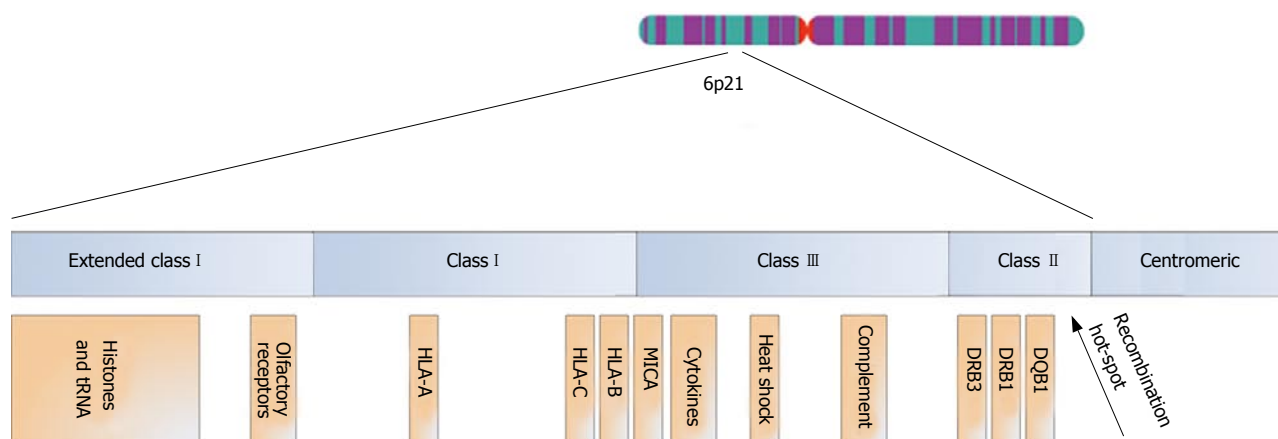 6p21
Extended class Ⅰ
Class Ⅰ
Class Ⅲ
Class Ⅱ
Centromeric
Histones
and tRNA
Olfactory
receptors
HLA-A
HLA-C
HLA-B
MICA
Cytokines
Heat shock
Complement
DRB3
DRB1
DQB1
Recombination
hot-spot